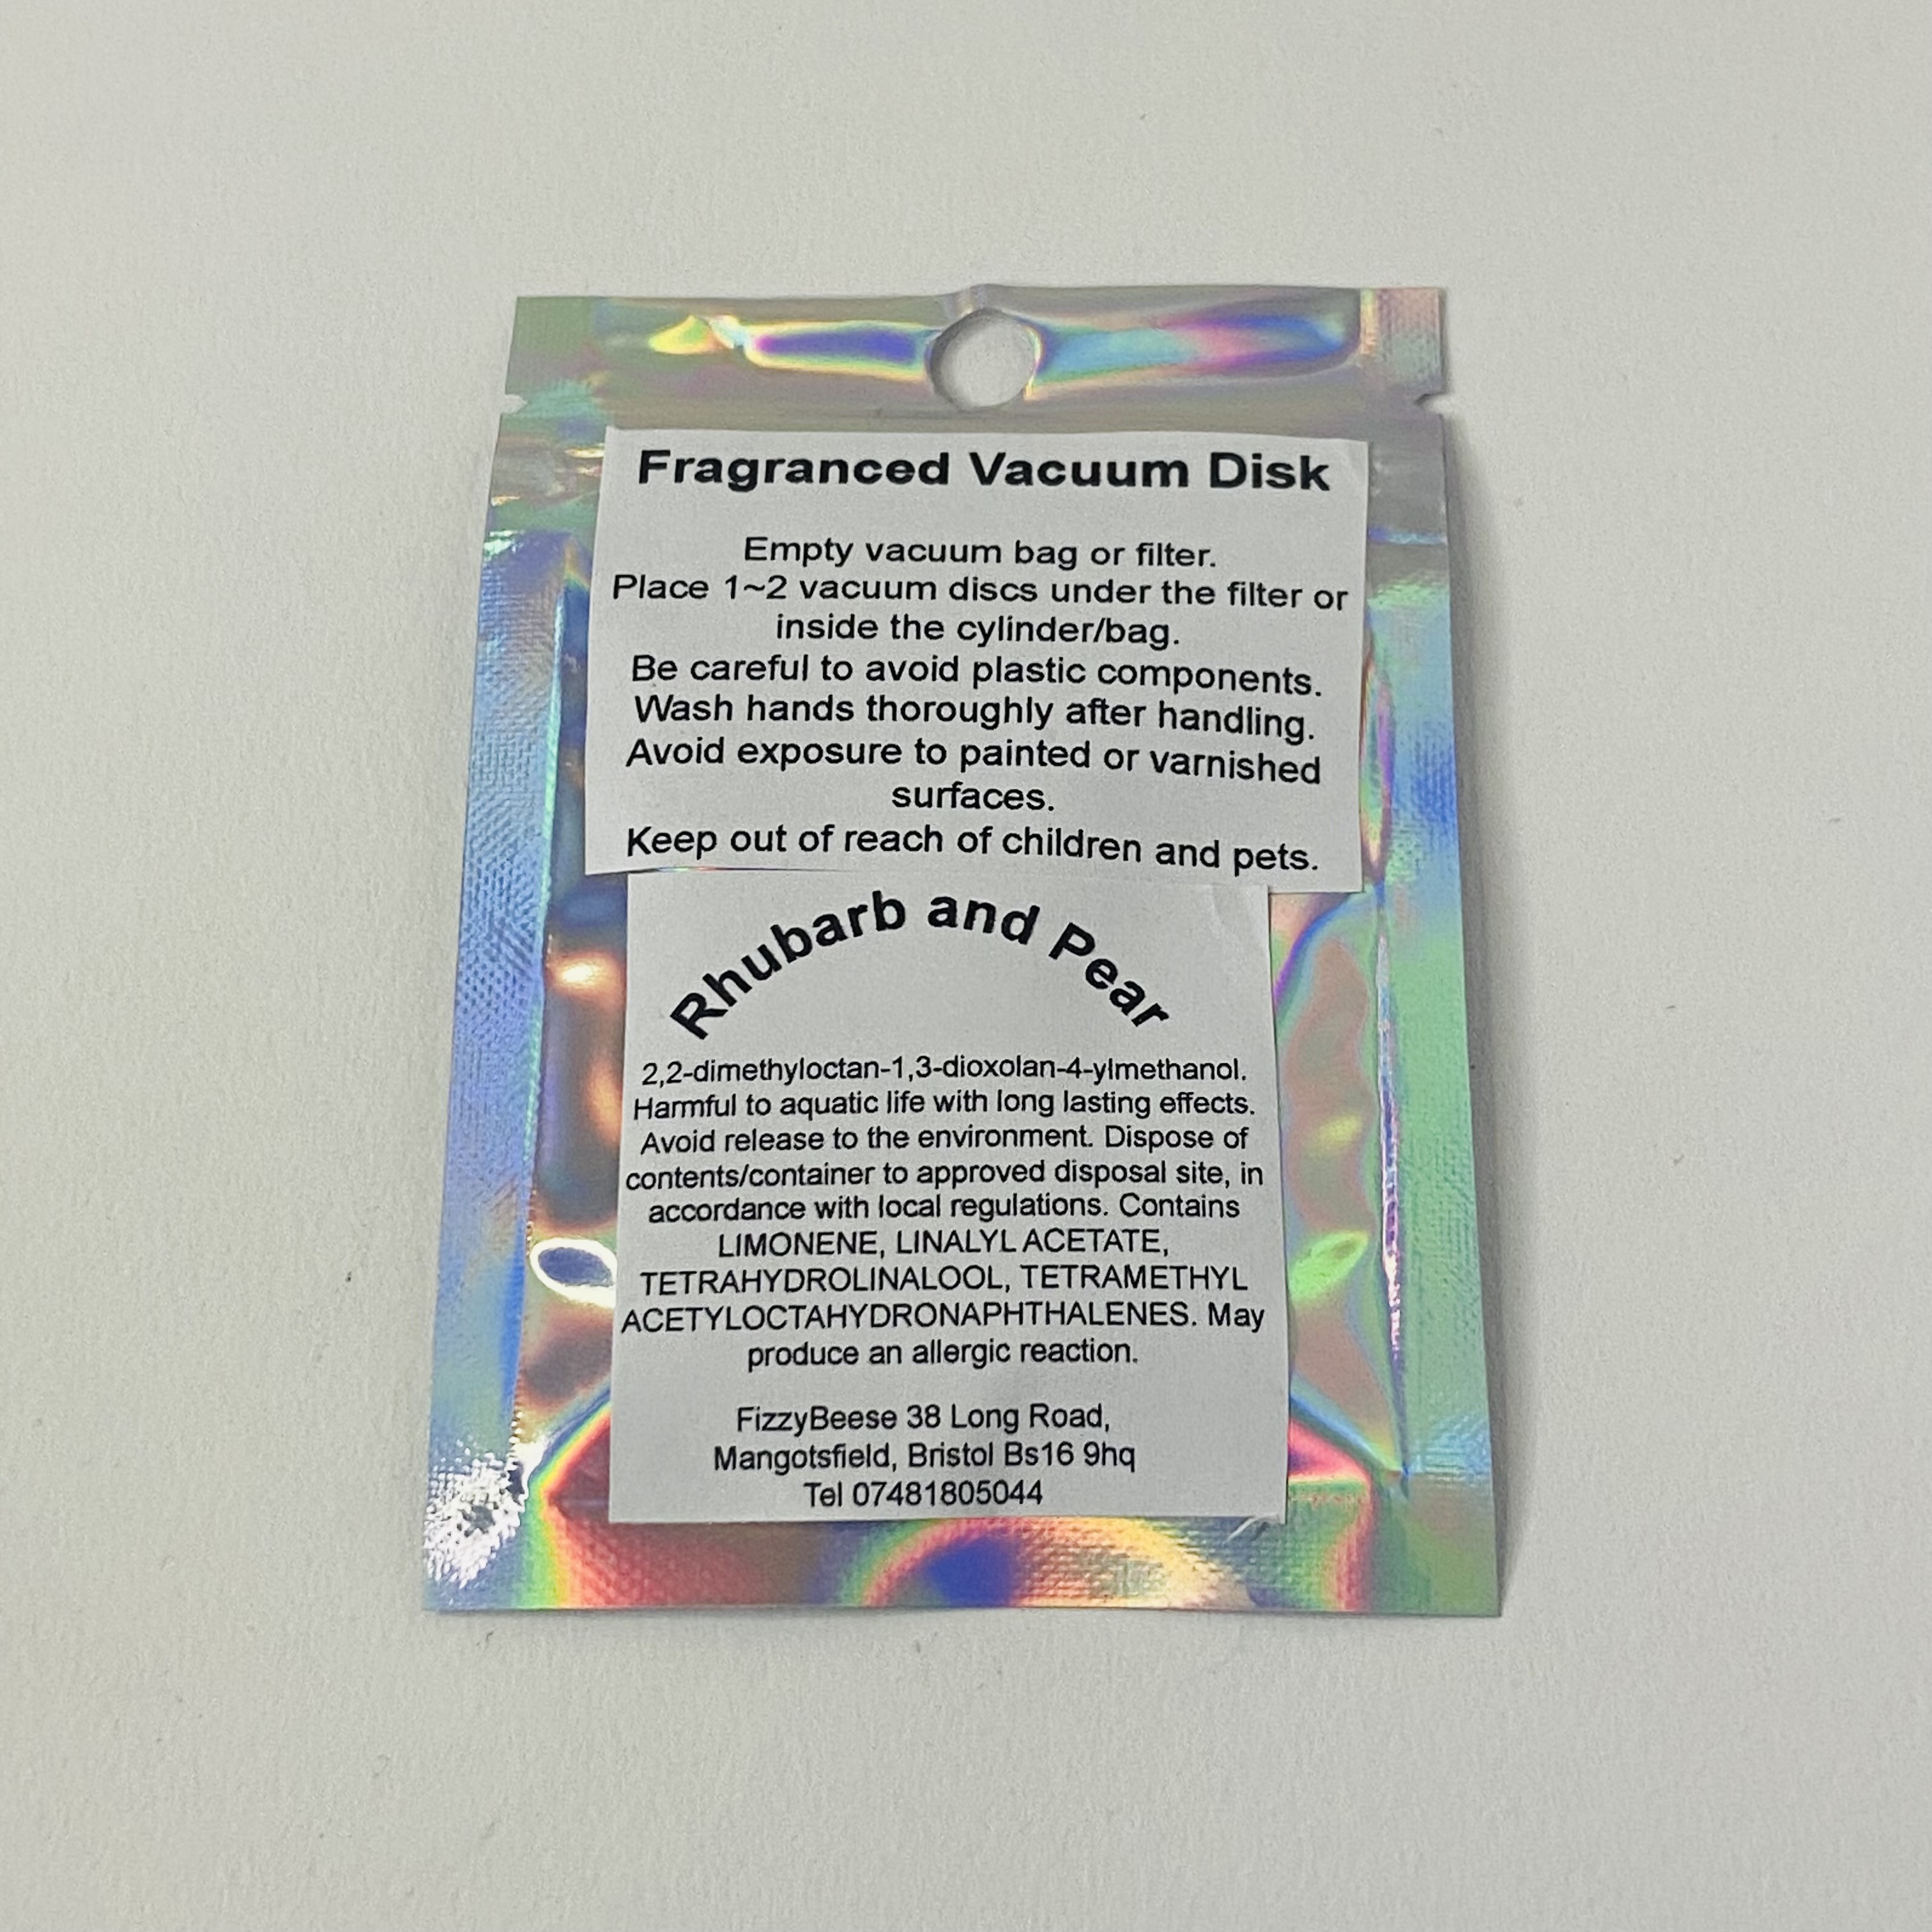 Fragranced Vacuum Disk
Empty vacuum bag or filter.
Place 1~2 vacuum discs under the filter or
inside the cylinder/bag.
Be careful to avoid plastic components.
Wash hands thoroughly after handling.
Avoid exposure to painted or varnished
surfaces.
Keep out of reach of children and pets.
Rhubarb and Pear
2,2-dimethyloctan-1,3-dioxolan-4-ylmethanol.
Harmful to aquatic life with long lasting effects.
Avoid release to the environment. Dispose of
contents/container to approved disposal site, in
accordance with local regulations. Contains
LIMONENE, LINALYL ACETATE,
TETRAHYDROLINALOOL, TETRAMETHYL
ACETYLOCTAHYDRONAPHTHALENES. May
produce an allergic reaction.
FizzyBeese 38 Long Road,
Mangotsfield, Bristol Bs16 9hq
Tel 07481805044